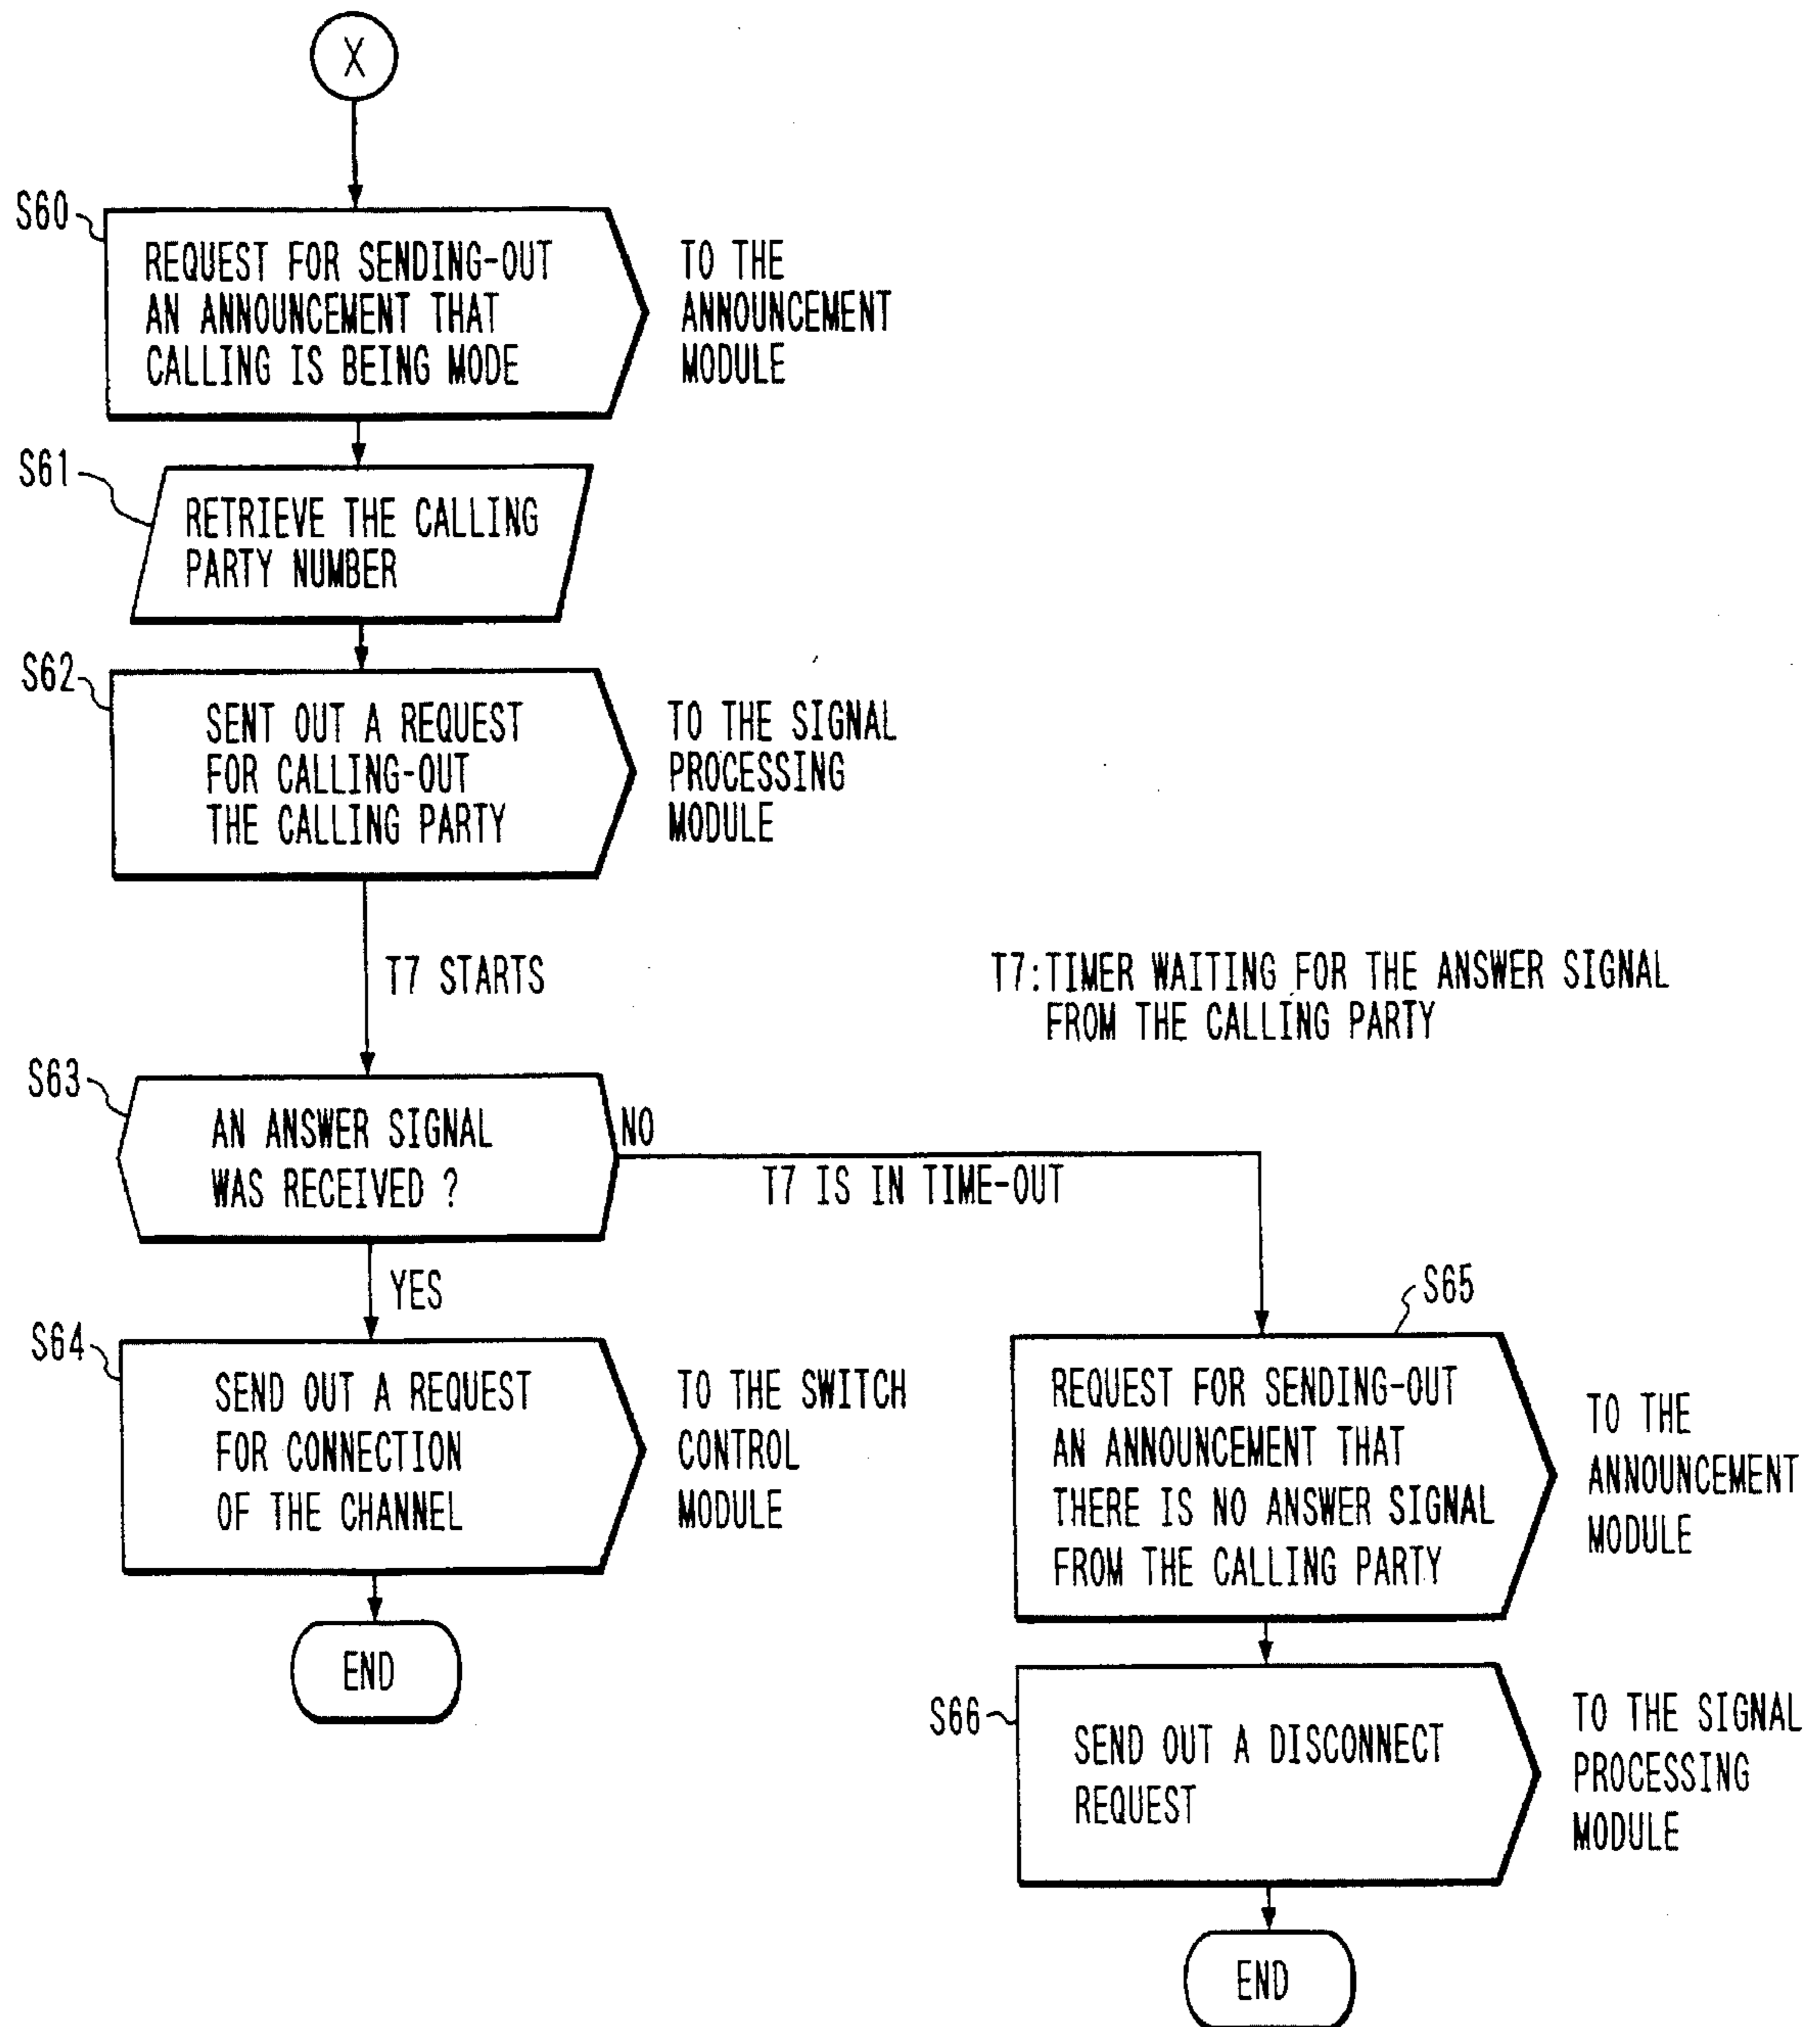 X
S60
REQUEST FOR SENDING-OUT
AN ANNOUNCEMENT THAT
CALLING IS BEING MODE
TO THE
ANNOUNCEMENT
MODULE
S61
RETRIEVE THE CALLING
PARTY NUMBER
S62
SENT OUT A REQUEST
FOR CALLING-OUT
THE CALLING PARTY
TO THE SIGNAL
PROCESSING
MODULE
T7 STARTS
T7:TIMER WAITING FOR THE ANSWER SIGNAL
FROM THE CALLING PARTY
S63
AN ANSWER SIGNAL
WAS RECEIVED ?
NO
T7 IS IN TIME-OUT
YES
S64
SEND OUT A REQUEST
FOR CONNECTION
OF THE CHANNEL
TO THE SWITCH
CONTROL
MODULE
END
S65
REQUEST FOR SENDING-OUT
AN ANNOUNCEMENT THAT
THERE IS NO ANSWER SIGNAL
FROM THE CALLING PARTY
TO THE
ANNOUNCEMENT
MODULE
S66
SEND OUT A DISCONNECT
REQUEST
TO THE SIGNAL
PROCESSING
MODULE
END